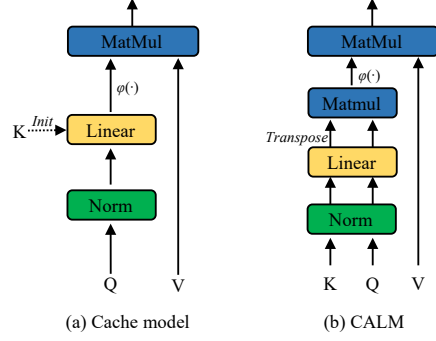 MatMul
φ(·)
K
Init
Linear
Norm
Q
V
(a) Cache model
MatMul
φ(·)
Matmul
Transpose
Linear
Norm
K
Q
V
(b) CALM